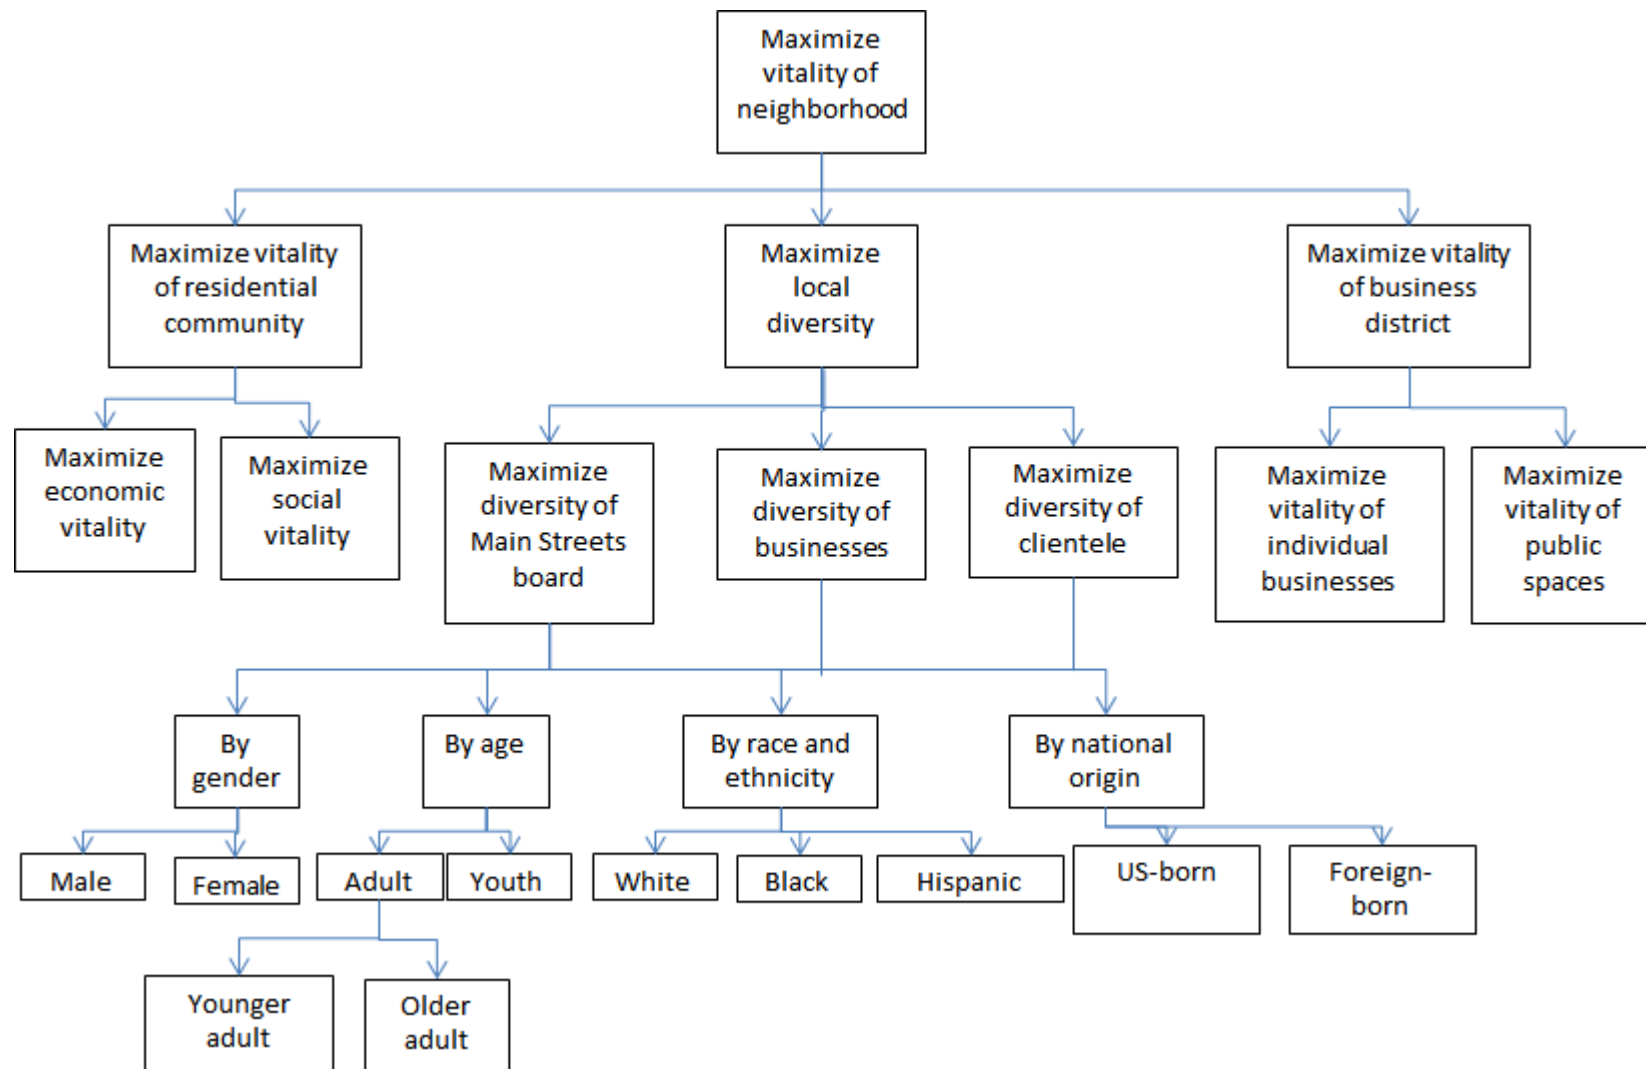 Maximize
vitality of
neighborhood
Maximize vitality
of residential
community
Maximize
local
diversity
Maximize vitality
of business
district
Maximize
economic
vitality
Maximize
social
vitality
Maximize
diversity of
Main Streets
board
Maximize
diversity of
businesses
Maximize
diversity of
clientele
Maximize
vitality of
individual
businesses
Maximize
vitality of
public
spaces
By
gender
By age
By race and
ethnicity
By national
origin
Male
Female
Adult
Youth
White
Black
Hispanic
US-born
Foreign-
born
Younger
adult
Older
adult